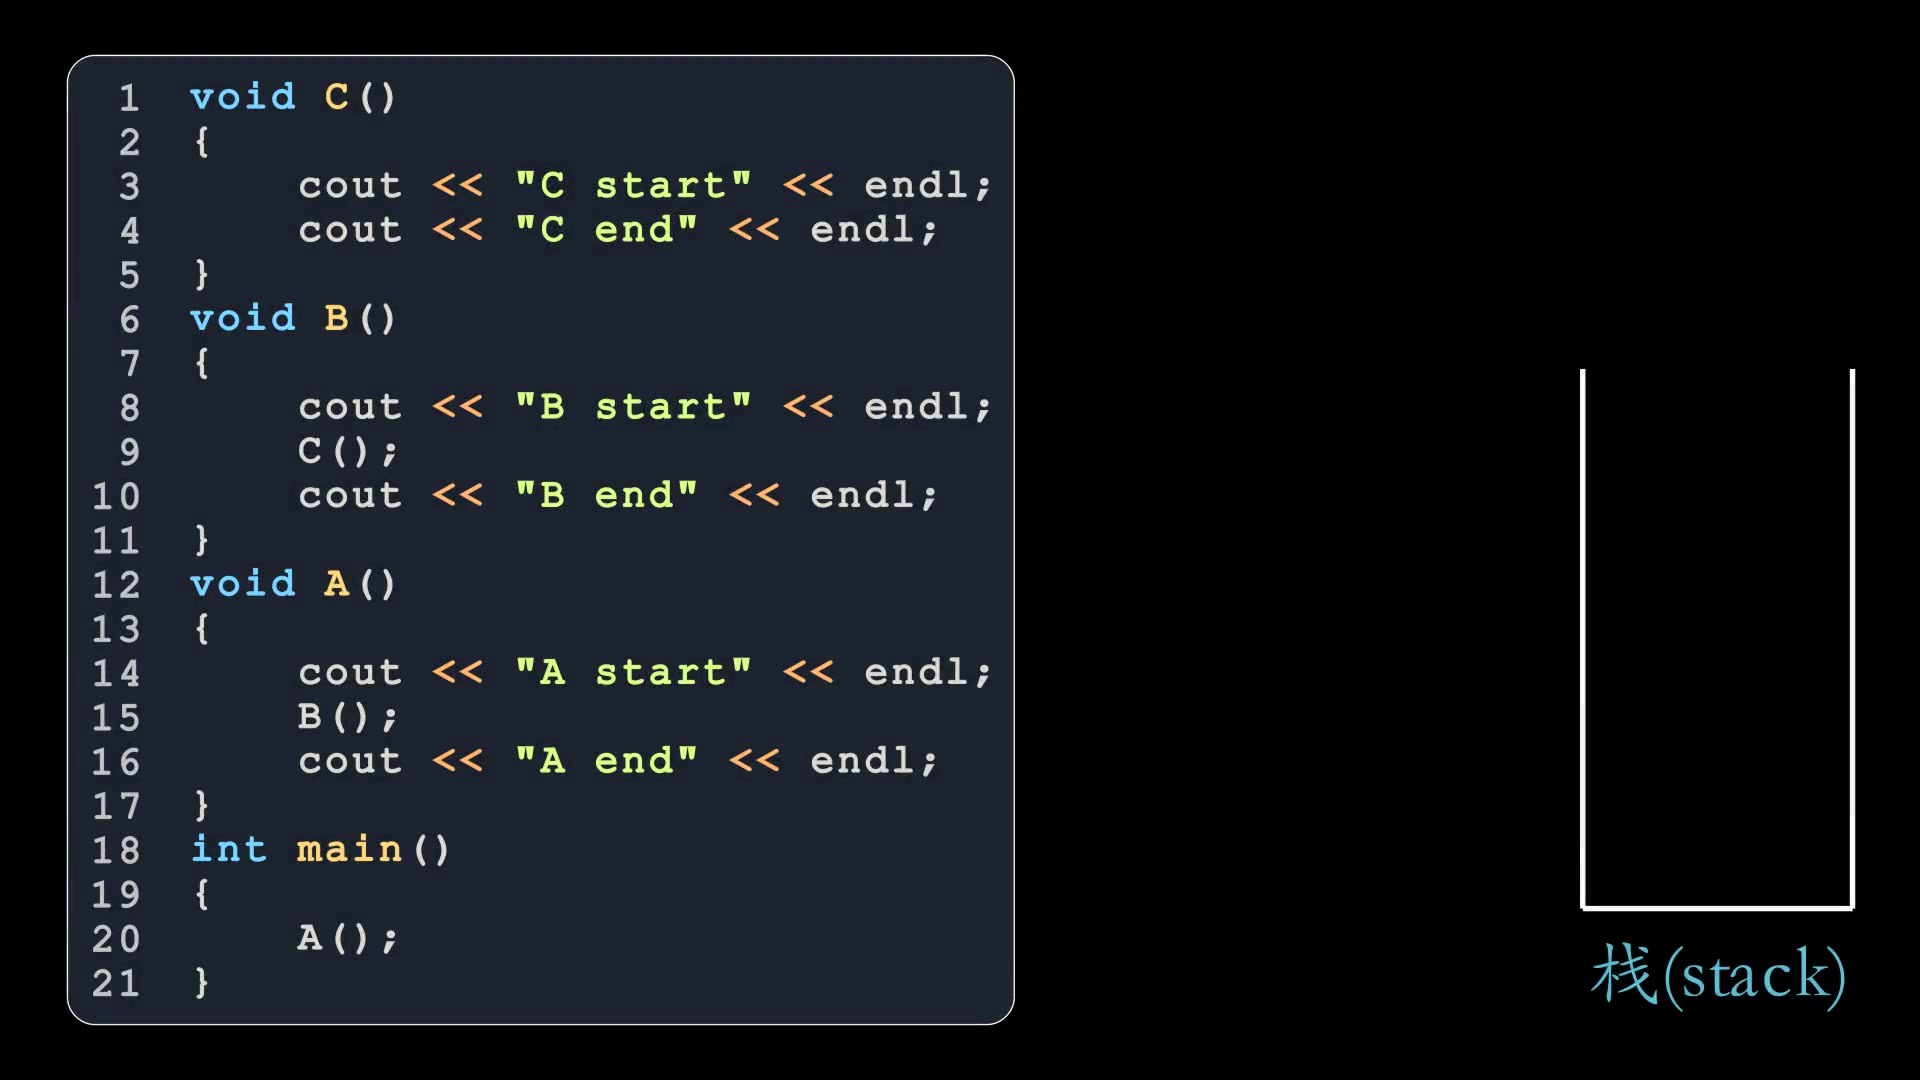 1 void C()
2 {
3     cout << "C start" << endl;
4     cout << "C end" << endl;
5 }
6 void B()
7 {
8     cout << "B start" << endl;
9     C();
10     cout << "B end" << endl;
11 }
12 void A()
13 {
14     cout << "A start" << endl;
15     B();
16     cout << "A end" << endl;
17 }
18 int main()
19 {
20     A();
21 }
栈(stack)